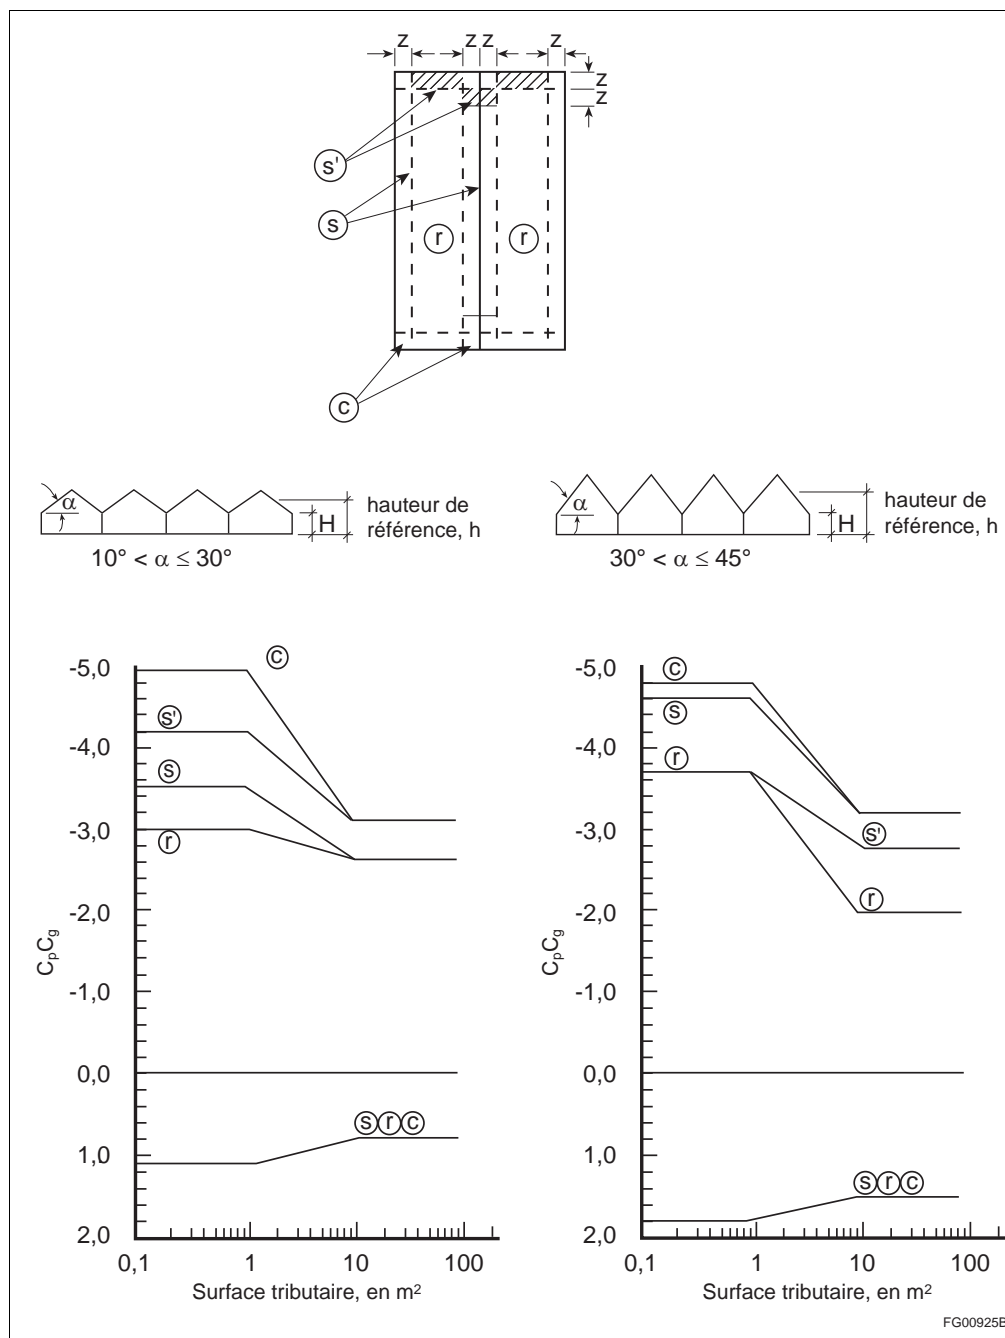 z z z z
z
z
s'
s
r r
c
α H hauteur de référence, h
10° < α ≤ 30°
α H hauteur de référence, h
30° < α ≤ 45°
-5,0
-4,0
-3,0
-2,0
-1,0
0,0
1,0
2,0
CpCg
c
s'
s
r
s r c
0,1 1 10 100
Surface tributaire, en m²
-5,0
-4,0
-3,0
-2,0
-1,0
0,0
1,0
2,0
CpCg
c
s
r
s'
r
s r c
0,1 1 10 100
Surface tributaire, en m²
FG00925B